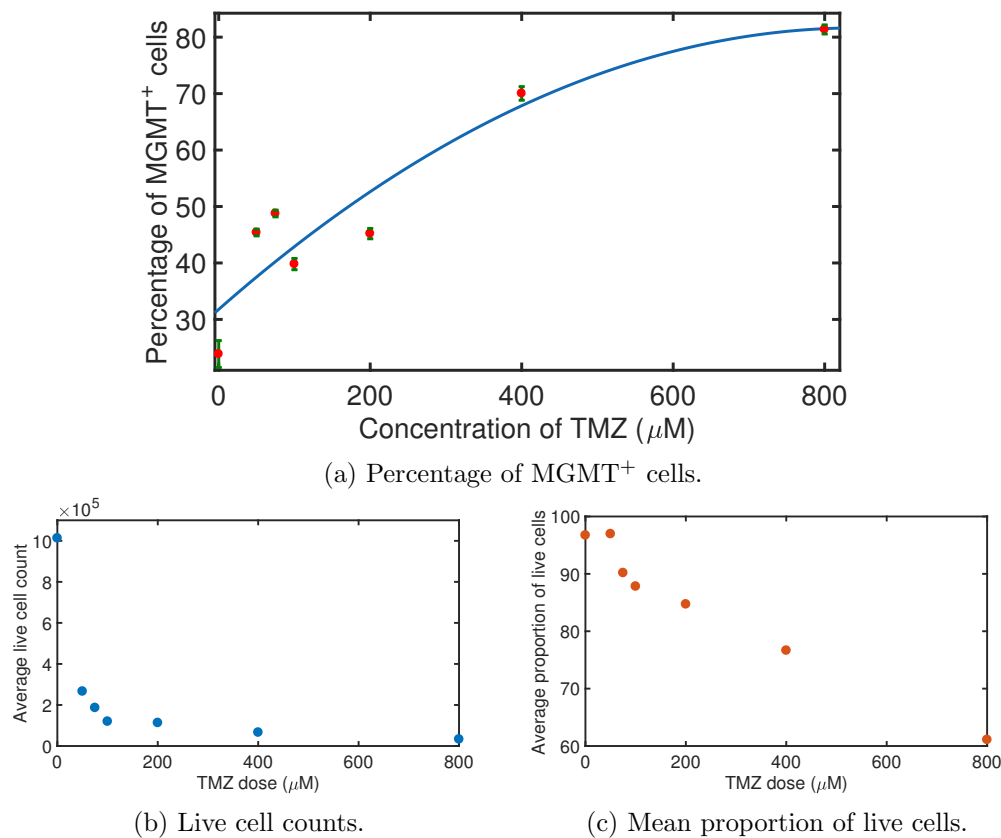 80
70
60
50
40
30
Percentage of MGMT⁺ cells
0 200 400 600 800
Concentration of TMZ (μM)
(a) Percentage of MGMT⁺ cells.
×10⁵
10
8
6
4
2
0
Average live cell count
0 200 400 600 800
TMZ dose (μM)
(b) Live cell counts.
100
90
80
70
60
Average proportion of live cells
0 200 400 600 800
TMZ dose (μM)
(c) Mean proportion of live cells.